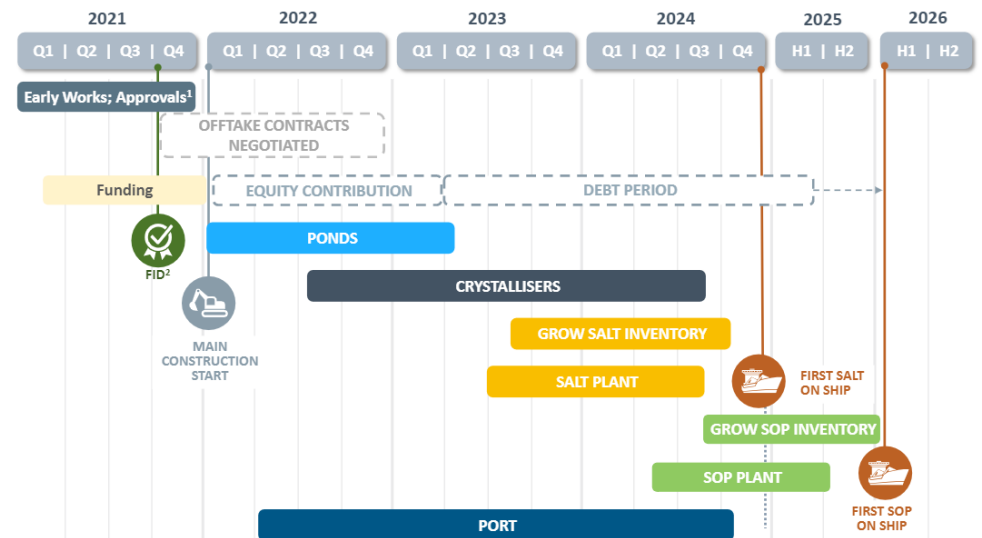 2021 2022 2023 2024 2025 2026
Q1 | Q2 | Q3 | Q4 Q1 | Q2 | Q3 | Q4 Q1 | Q2 | Q3 | Q4 Q1 | Q2 | Q3 | Q4 H1 | H2 H1 | H2
Early Works; Approvals¹
OFFTAKE CONTRACTS
NEGOTIATED
Funding
EQUITY CONTRIBUTION
DEBT PERIOD
PONDS
FID²
CRYSTALLISERS
MAIN
CONSTRUCTION
START
GROW SALT INVENTORY
SALT PLANT
FIRST SALT
ON SHIP
GROW SOP INVENTORY
SOP PLANT
FIRST SOP
ON SHIP
PORT